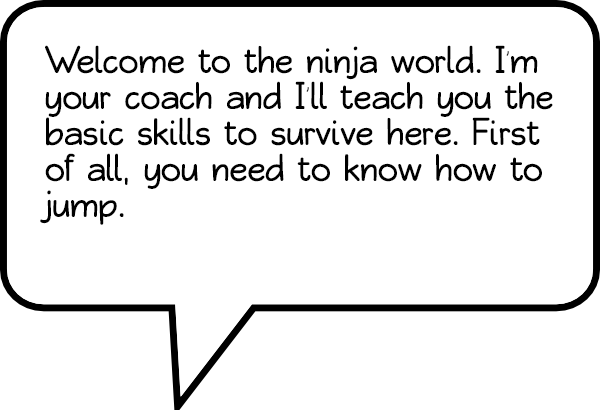 Welcome to the ninja world. I'm
your coach and I'll teach you the
basic skills to survive here. First
of all, you need to know how to
jump.